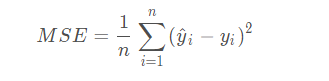 MSE = \frac{1}{n} \sum_{i=1}^{n} (\hat{y}_i - y_i)^2